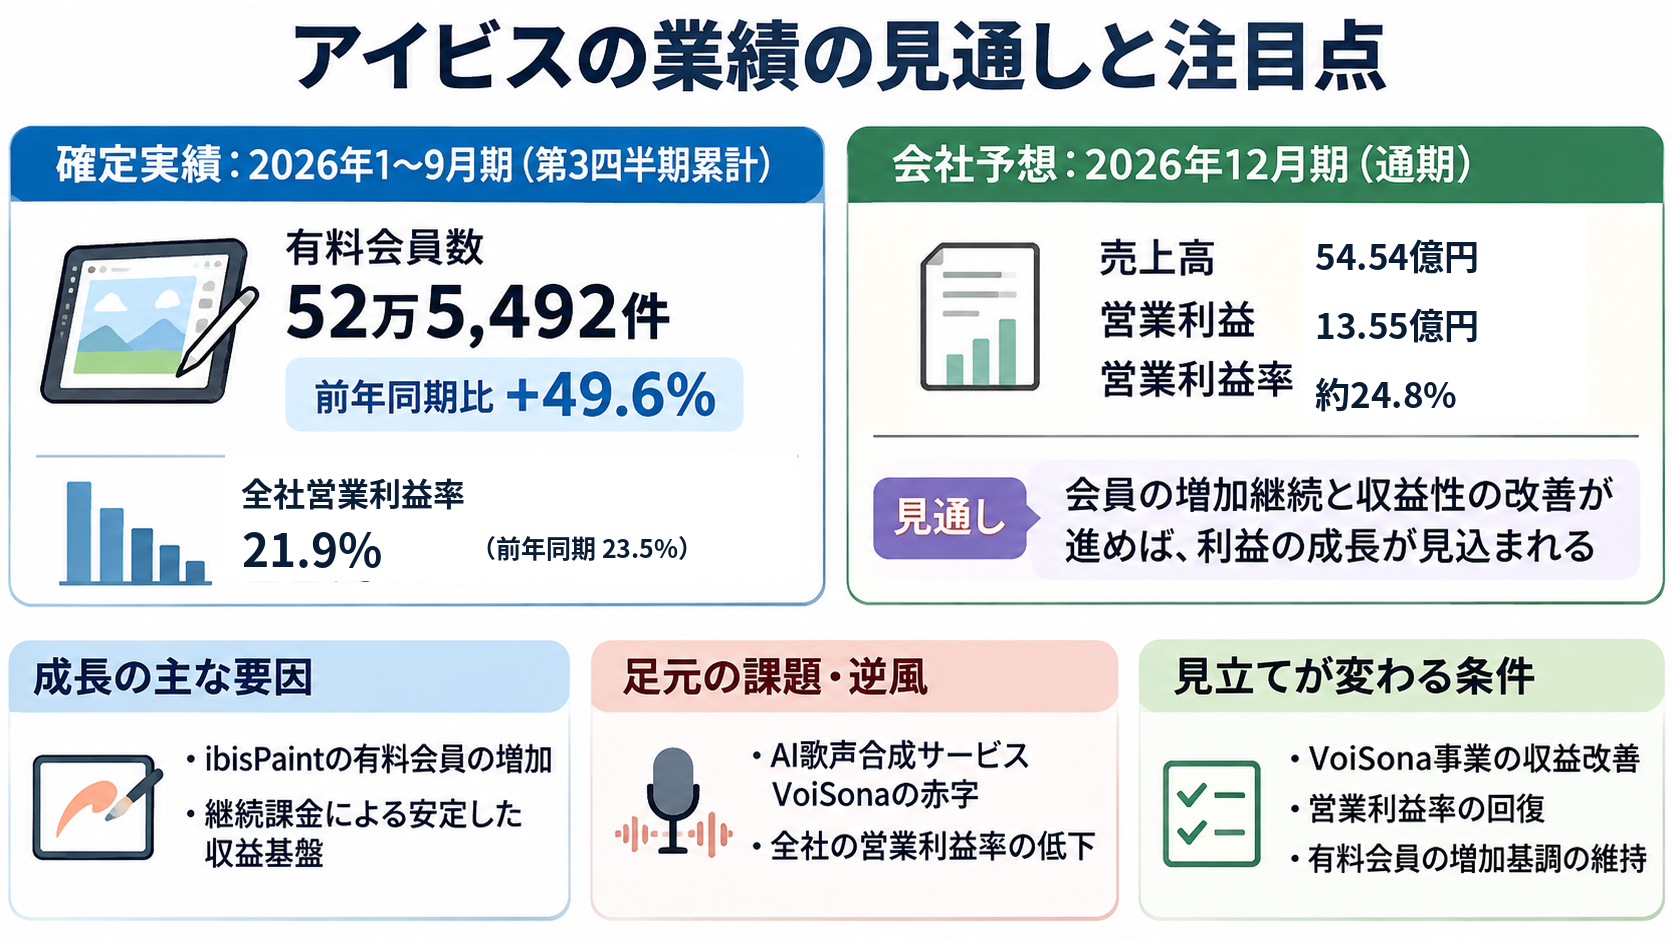 アイビスの業績の見通しと注目点
確定実績：2026年1～9月期（第3四半期累計）
有料会員数
52万5,492件
前年同期比 +49.6%
全社営業利益率
21.9% （前年同期 23.5%）
会社予想：2026年12月期（通期）
売上高 54.54億円
営業利益 13.55億円
営業利益率 約24.8%
見通し
会員の増加継続と収益性の改善が
進めば、利益の成長が見込まれる
成長の主な要因
・ibisPaintの有料会員の増加
・継続課金による安定した
収益基盤
足元の課題・逆風
・AI歌声合成サービス
VoiSonaの赤字
・全社の営業利益率の低下
見立てが変わる条件
・VoiSona事業の収益改善
・営業利益率の回復
・有料会員の増加基調の維持